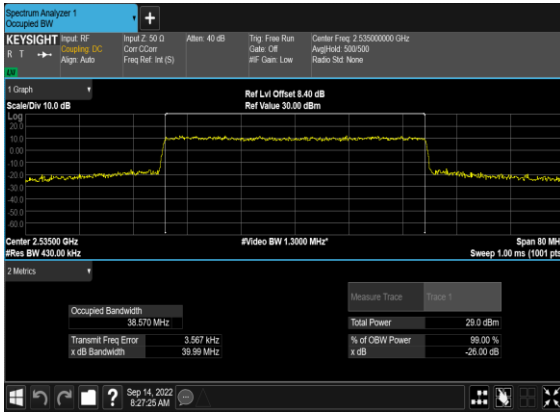 Spectrum Analyzer 1
Occupied BW
KEYSIGHT Input: RF Input Z: 50 Ω Atten: 40 dB Trig: Free Run Center Freq: 2.535000000 GHz
R T Coupling: DC Corr CCorr Gate: Off Avg|Hold: 500/500
Align: Auto Freq Ref: Int (S) #IF Gain: Low Radio Std: None
LW
1 Graph
Scale/Div 10.0 dB Ref Lvl Offset 8.40 dB
Ref Value 30.00 dBm
Log
20.0
10.0
0.00
-10.0
-20.0
-30.0
-40.0
-50.0
-60.0
Center 2.53500 GHz #Video BW 1.3000 MHz* Span 80 MH
#Res BW 430.00 kHz Sweep 1.00 ms (1001 pts
2 Metrics
Measure Trace Trace 1
Occupied Bandwidth
38.570 MHz Total Power 29.0 dBm
Transmit Freq Error 3.567 kHz % of OBW Power 99.00 %
x dB Bandwidth 39.99 MHz x dB -26.00 dB
Sep 14, 2022
8:27:25 AM